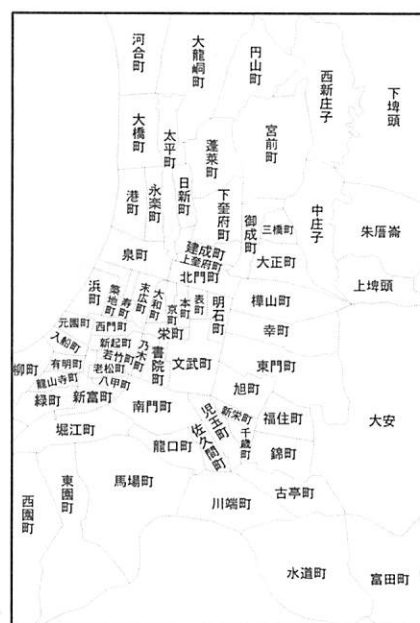 河合町
大龍峒町
円山町
西新庄子
下埤頭
大橋町
太平町
蓬莱町
宮前町
港町
永楽町
日新町
下奎府町
御成町
三橋町
中庄子
朱厝崙
泉町
建成町
上奎府町
大正町
上埤頭
北門町
浜町
築地町
寿町
末広町
大和町
京町
本町
表町
明石町
樺山町
元園町
西門町
栄町
幸町
入船町
新起町
若竹町
乃木町
書院町
文武町
東門町
柳町
有明町
老松町
龍山寺町
八甲町
旭町
緑町
新富町
南門町
児玉町
新栄町
福住町
大安
堀江町
龍口町
佐久間町
千歳町
錦町
西園町
東園町
馬場町
川端町
古亭町
水道町
富田町